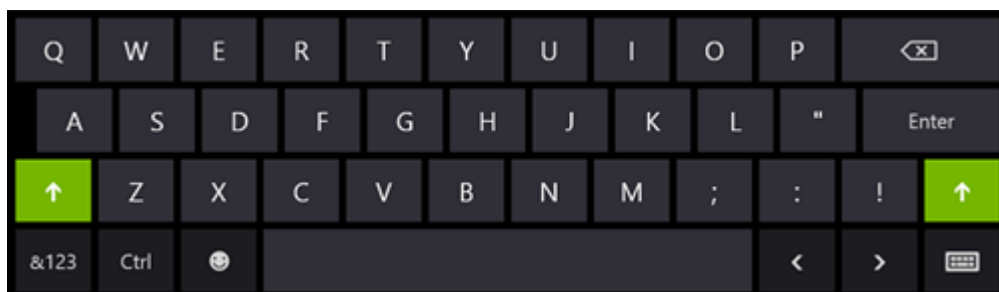 Q W E R T Y U I O P
A S D F G H J K L " Enter
Z X C V B N M ; : !
&123 Ctrl < >